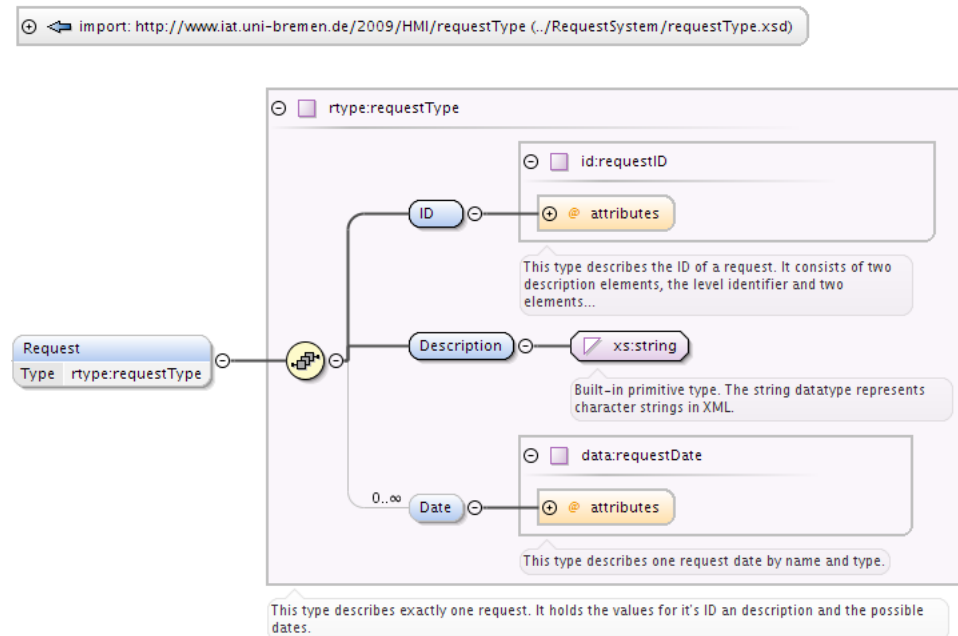 import: http://www.iat.uni-bremen.de/2009/HMI/requestType (../RequestSystem/requestType.xsd)
rtype:requestType
id:requestID
ID
@ attributes
This type describes the ID of a request. It consists of two
description elements, the level identifier and two
elements...
Request
Type rtype:requestType
Description
xs:string
Built-in primitive type. The string datatype represents
character strings in XML.
data:requestDate
0..∞
Date
@ attributes
This type describes one request date by name and type.
This type describes exactly one request. It holds the values for it's ID an description and the possible
dates.